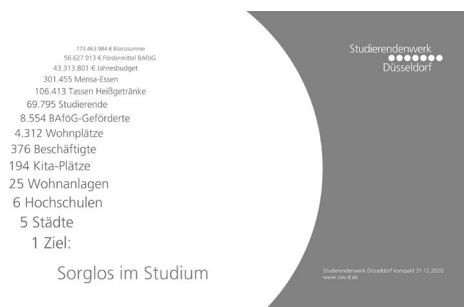 173.463.984 € Bilanzsumme
56.627.913 € Fördermittel BAföG
43.313.801 € Jahresbudget
301.455 Mensa-Essen
106.413 Tassen Heißgetränke
69.795 Studierende
8.554 BAföG-Geförderte
4.312 Wohnplätze
376 Beschäftigte
194 Kita-Plätze
25 Wohnanlagen
6 Hochschulen
5 Städte
1 Ziel:
Sorglos im Studium
Studierendenwerk
Düsseldorf
Studierendenwerk Düsseldorf kompakt 31.12.2020
www.stw-d.de